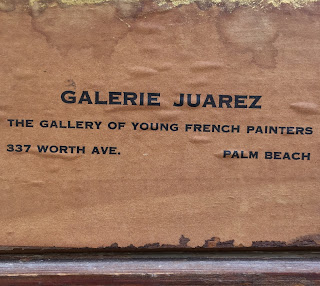 GALERIE JUAREZ
THE GALLERY OF YOUNG FRENCH PAINTERS
337 WORTH AVE. PALM BEACH